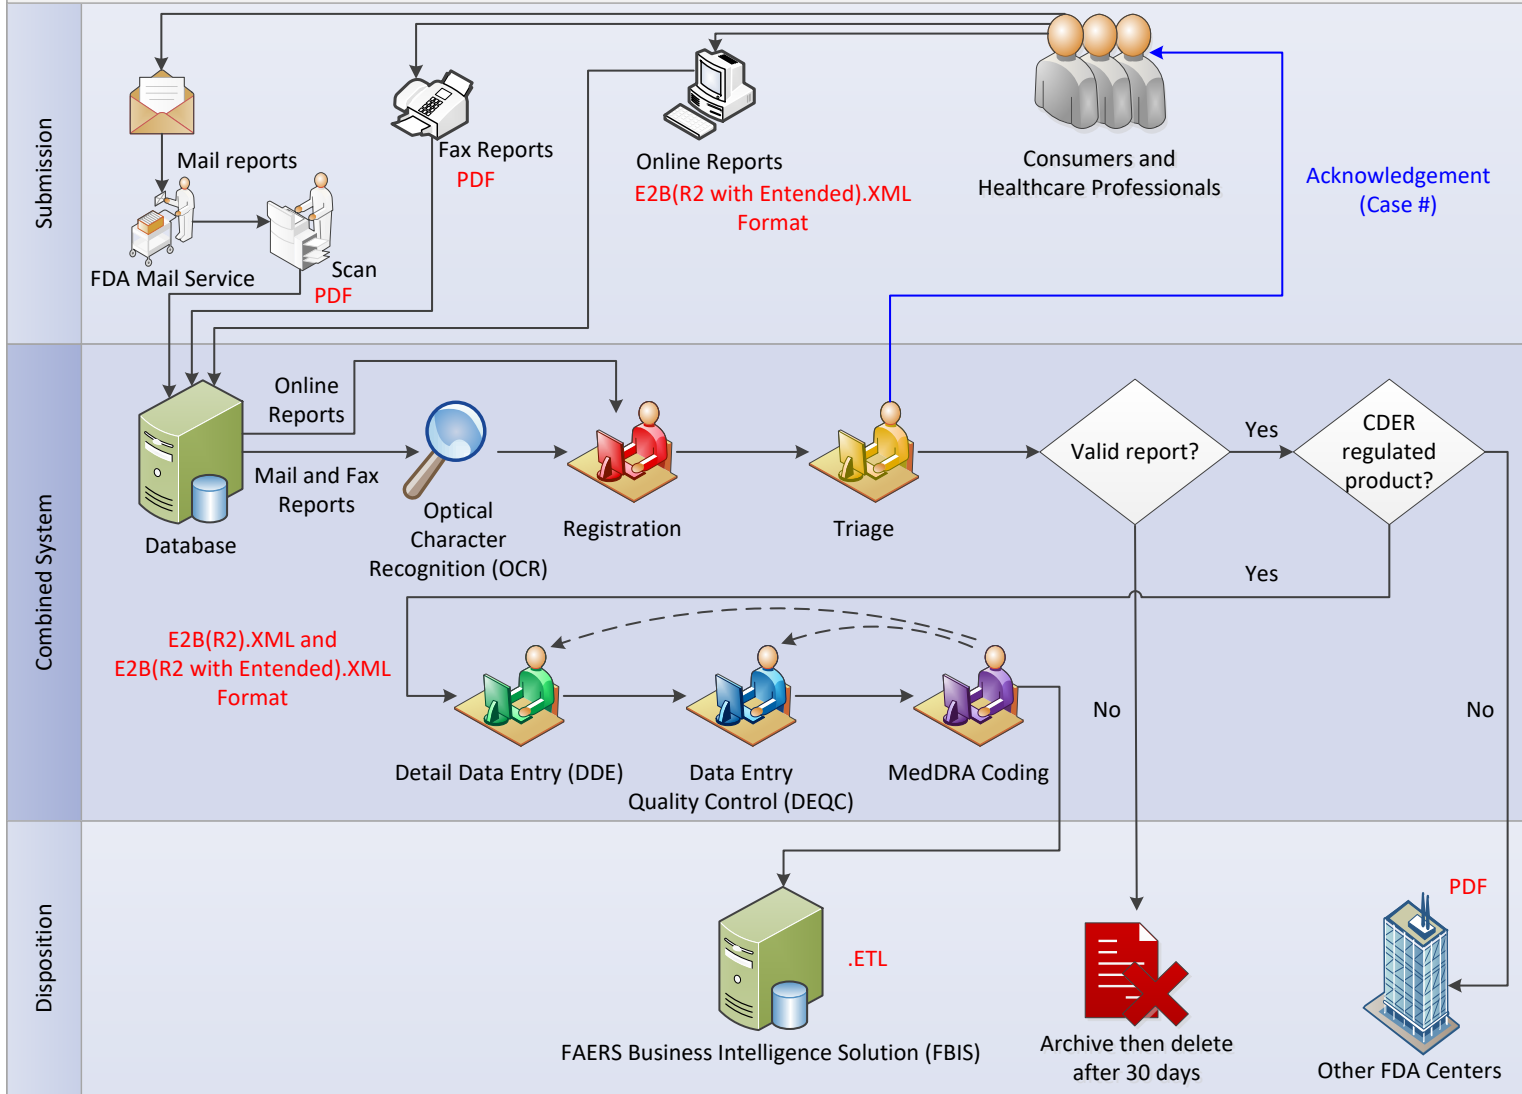 Submission
Mail reports
FDA Mail Service
Scan
PDF
Fax Reports
PDF
Online Reports
E2B(R2 with Entended).XML
Format
Consumers and
Healthcare Professionals
Acknowledgement
(Case #)
Combined System
Database
Online
Reports
Mail and Fax
Reports
Optical
Character
Recognition (OCR)
Registration
Triage
Valid report?
Yes
CDER
regulated
product?
Yes
No
No
E2B(R2).XML and
E2B(R2 with Entended).XML
Format
Detail Data Entry (DDE)
Data Entry
Quality Control (DEQC)
MedDRA Coding
Disposition
.ETL
FAERS Business Intelligence Solution (FBIS)
Archive then delete
after 30 days
PDF
Other FDA Centers